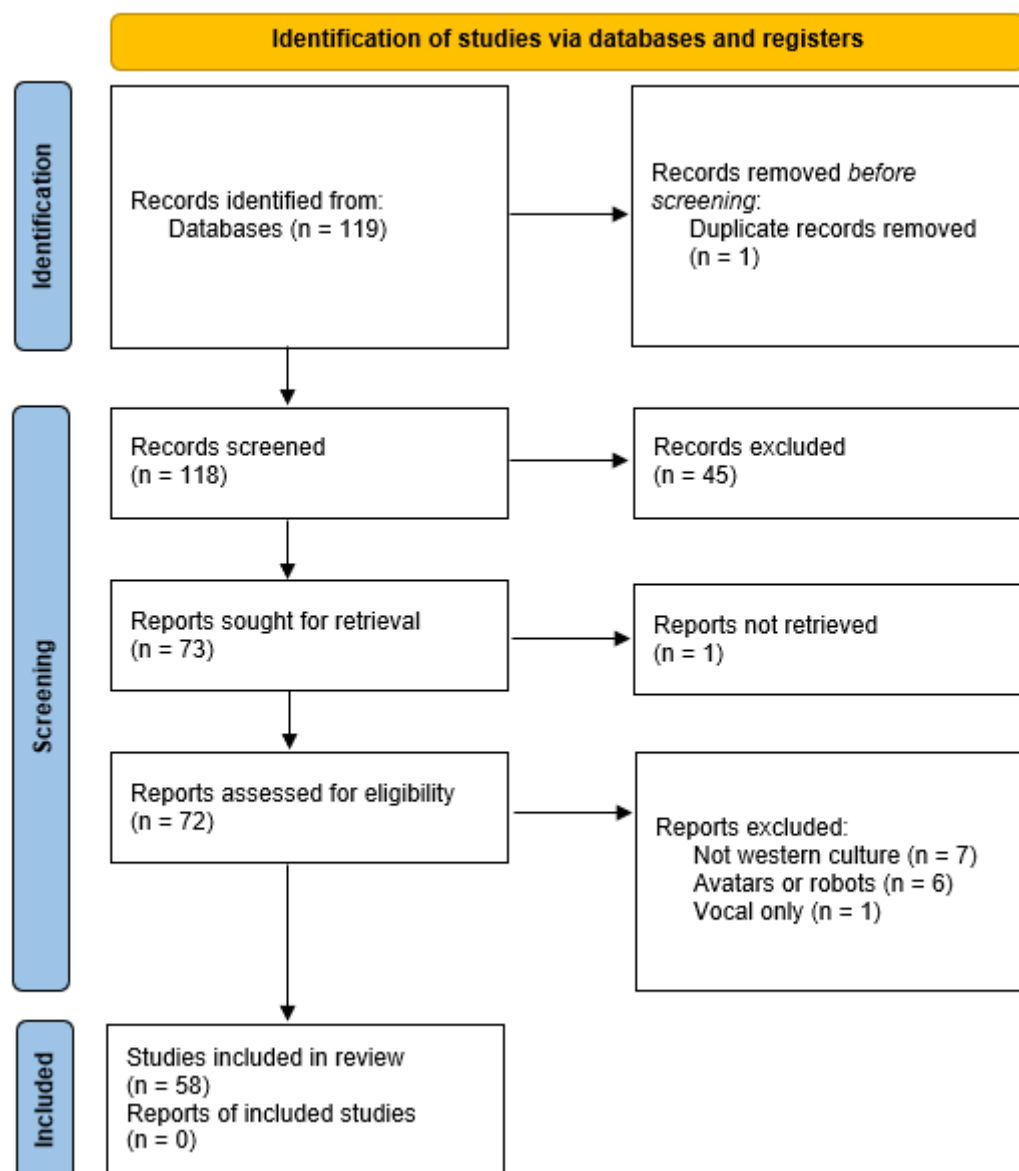 Identification of studies via databases and registers
Identification
Records identified from:
Databases (n = 119)
Records removed before
screening:
Duplicate records removed
(n = 1)
Screening
Records screened
(n = 118)
Records excluded
(n = 45)
Reports sought for retrieval
(n = 73)
Reports not retrieved
(n = 1)
Reports assessed for eligibility
(n = 72)
Reports excluded:
Not western culture (n = 7)
Avatars or robots (n = 6)
Vocal only (n = 1)
Included
Studies included in review
(n = 58)
Reports of included studies
(n = 0)